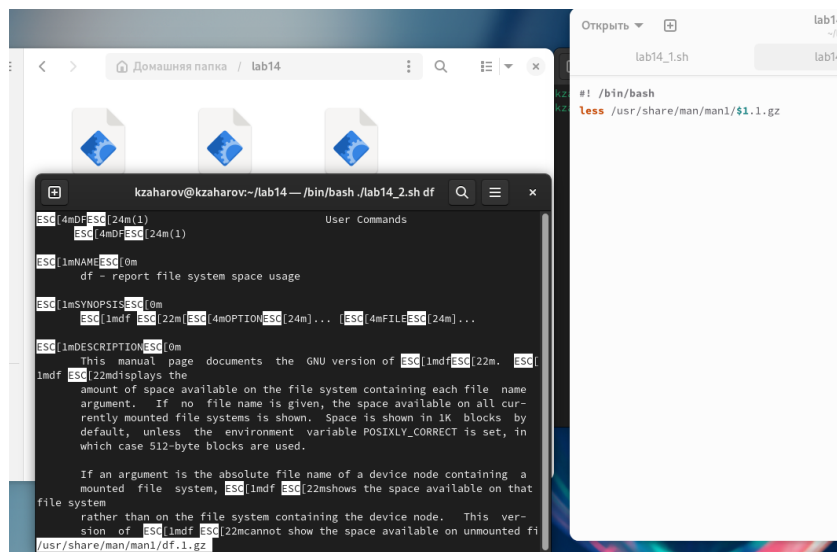 Домашняя папка / lab14
Открыть
lab14_1.sh
#! /bin/bash
less /usr/share/man/man1/$1.1.gz
kzaharov@kzaharov:~/lab14 — /bin/bash ./lab14_2.sh df
ESC[4mDFESC[24m(1) User Commands
ESC[4mDFESC[24m(1)
ESC[1mNAMEESC[0m
df - report file system space usage
ESC[1mSYNOPSISESC[0m
ESC[1mdf ESC[22m[ESC[4mOPTIONESC[24m]... [ESC[4mFILEESC[24m]...
ESC[1mDESCRIPTIONESC[0m
This manual page documents the GNU version of ESC[1mdfESC[22m. ESC[
1mdf ESC[22mdisplays the
amount of space available on the file system containing each file name
argument. If no file name is given, the space available on all cur-
rently mounted file systems is shown. Space is shown in 1K blocks by
default, unless the environment variable POSIXLY_CORRECT is set, in
which case 512-byte blocks are used.
If an argument is the absolute file name of a device node containing a
mounted file system, ESC[1mdf ESC[22mshows the space available on that
file system
rather than on the file system containing the device node. This ver-
sion of ESC[1mdf ESC[22mcannot show the space available on unmounted fi
/usr/share/man/man1/df.1.gz